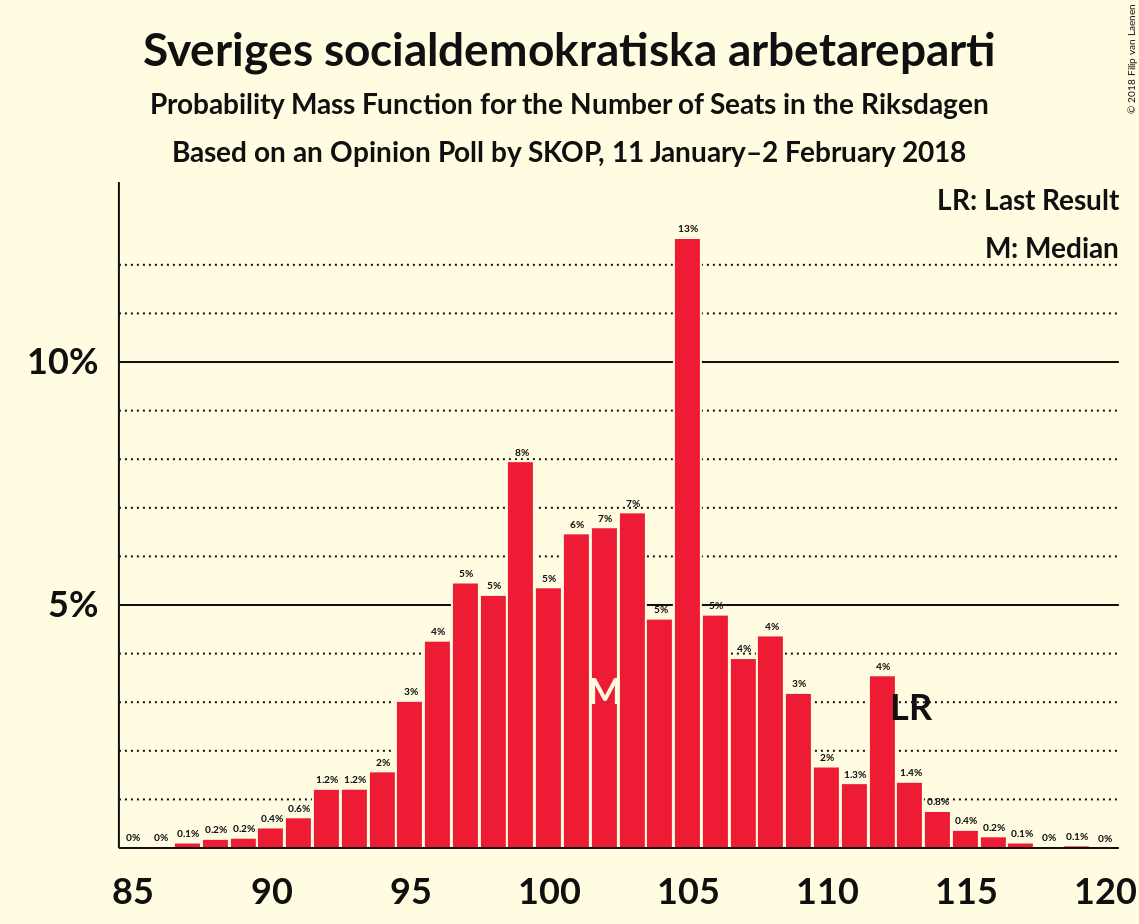 Sveriges socialdemokratiska arbetareparti
Probability Mass Function for the Number of Seats in the Riksdagen
Based on an Opinion Poll by SKOP, 11 January–2 February 2018
© 2018 Filip van Laenen
LR: Last Result
M: Median
10%
5%
0% 0% 0.1% 0.2% 0.2% 0.4% 0.6% 1.2% 1.2% 2% 3% 4% 5% 5% 8% 5% 6% 7% 7% 5% 13% 5% 4% 4% 3% 2% 1.3% 4% 1.4% 0.8% 0.4% 0.2% 0.1% 0% 0.1% 0%
M
LR
85 90 95 100 105 110 115 120